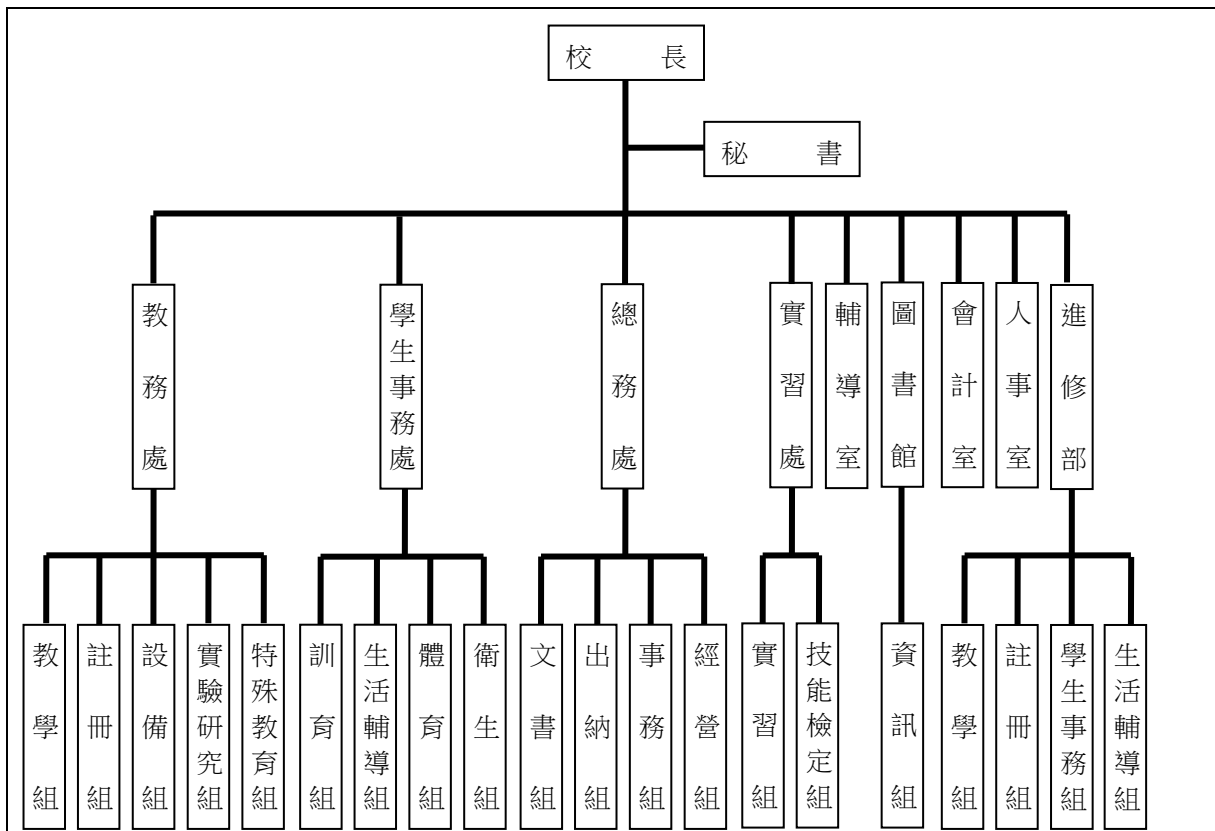 校長
秘書
教務處
學生事務處
總務處
實習處
輔導室
圖書館
會計室
人事室
進修部
教學組
註冊組
設備組
實驗研究組
特殊教育組
訓育組
生活輔導組
體育組
衛生組
文書組
出納組
事務組
經營組
實習組
技能檢定組
資訊組
教學組
註冊組
學生事務組
生活輔導組